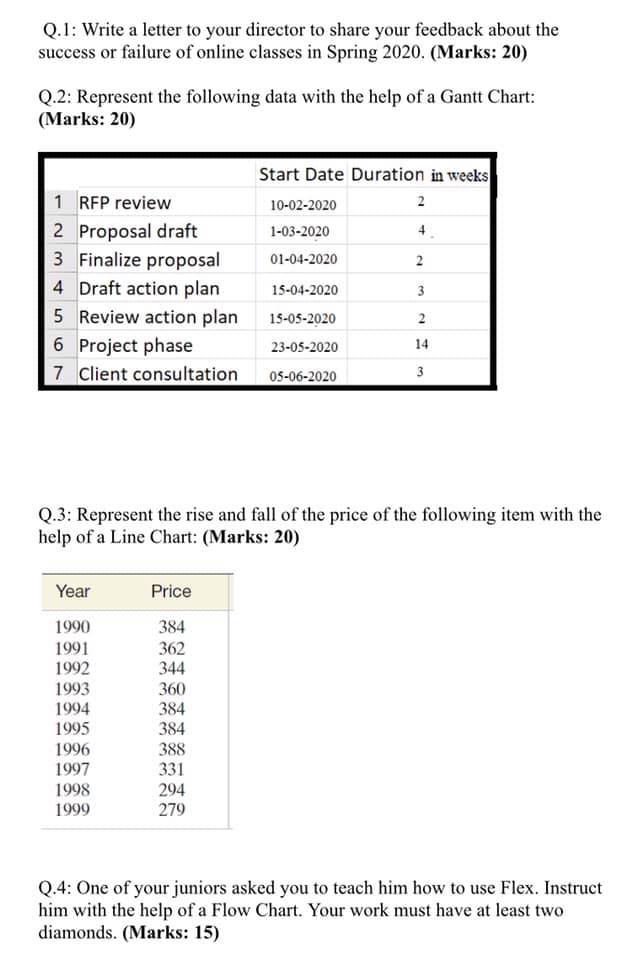 Q.1: Write a letter to your director to share your feedback about the
success or failure of online classes in Spring 2020. (Marks: 20)
Q.2: Represent the following data with the help of a Gantt Chart:
(Marks: 20)
Start Date Duration in weeks
1 RFP review 10-02-2020 2
2 Proposal draft 1-03-2020 4
3 Finalize proposal 01-04-2020 2
4 Draft action plan 15-04-2020 3
5 Review action plan 15-05-2020 2
6 Project phase 23-05-2020 14
7 Client consultation 05-06-2020 3
Q.3: Represent the rise and fall of the price of the following item with the
help of a Line Chart: (Marks: 20)
Year Price
1990 384
1991 362
1992 344
1993 360
1994 384
1995 384
1996 388
1997 331
1998 294
1999 279
Q.4: One of your juniors asked you to teach him how to use Flex. Instruct
him with the help of a Flow Chart. Your work must have at least two
diamonds. (Marks: 15)